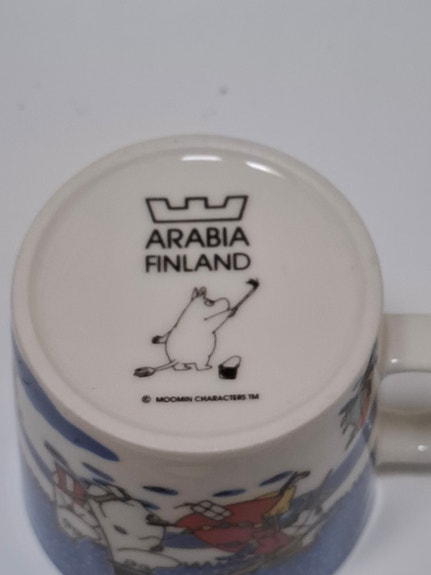 ARABIA
FINLAND
© MOOMIN CHARACTERS TM